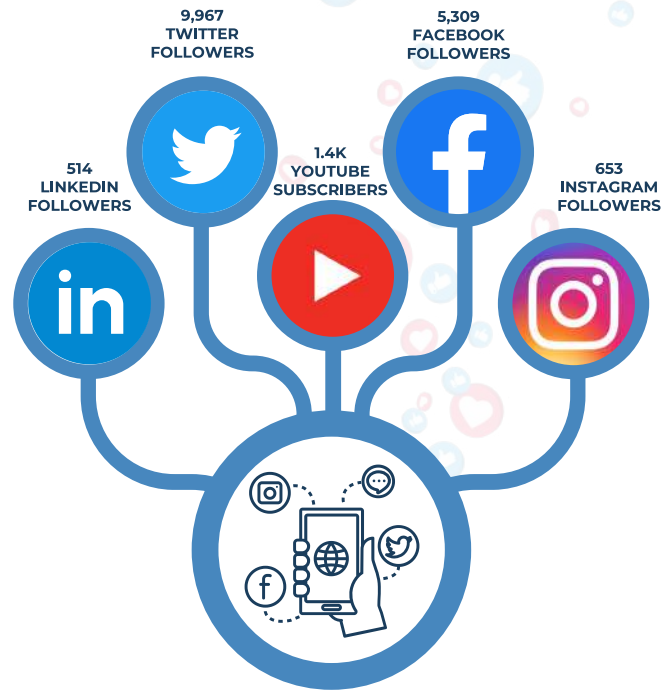 9,967
TWITTER
FOLLOWERS
5,309
FACEBOOK
FOLLOWERS
514
LINKEDIN
FOLLOWERS
1.4K
YOUTUBE
SUBSCRIBERS
653
INSTAGRAM
FOLLOWERS
in
f
f